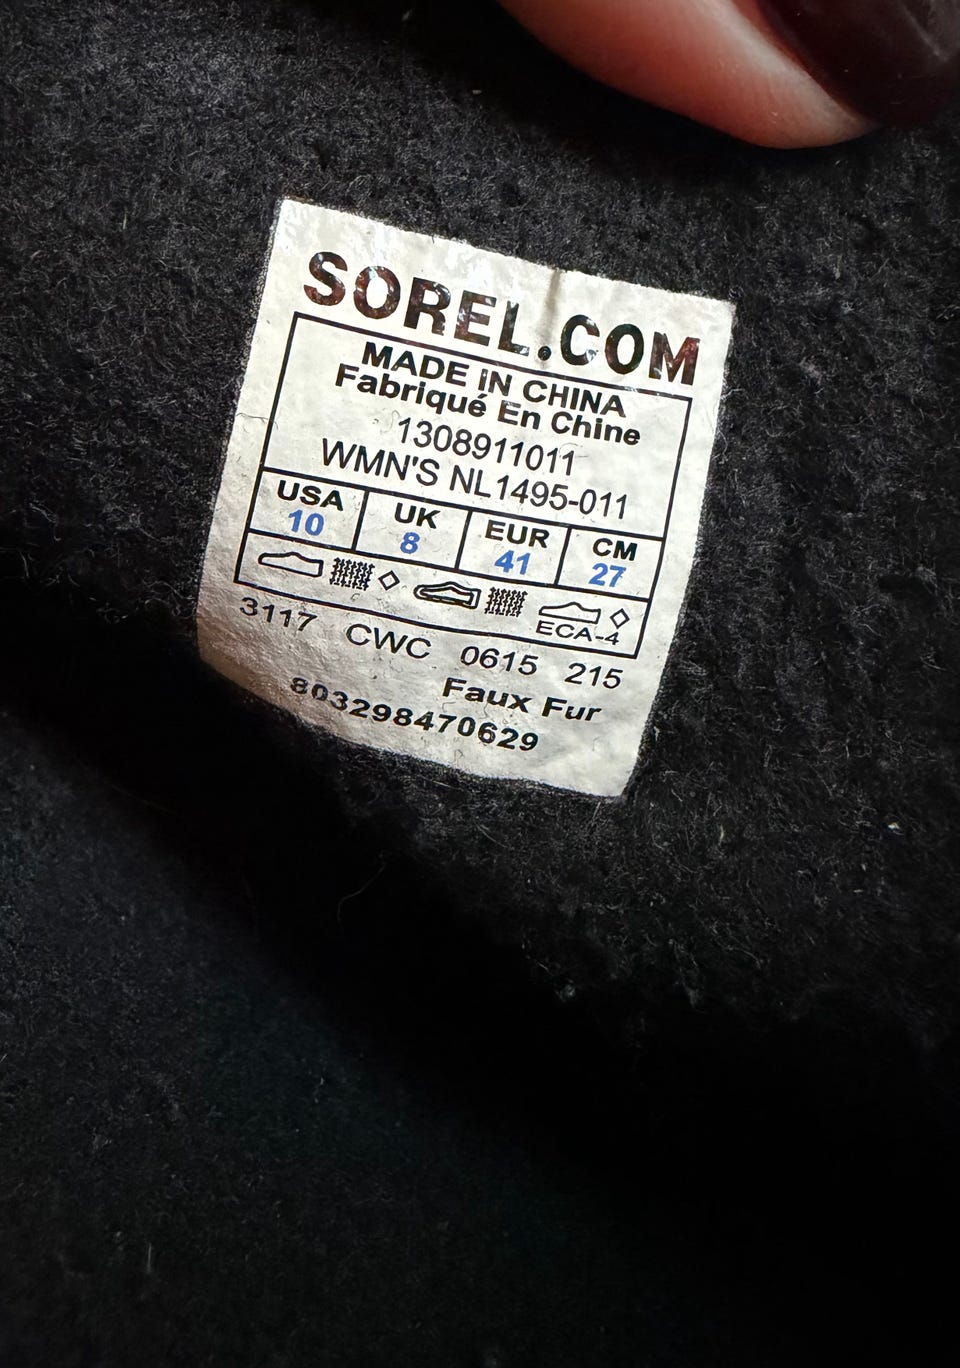 SOREL.COM
MADE IN CHINA
Fabriqué En Chine
1308911011
WMN'S NL1495-011
USA UK EUR CM
10 8 41 27
ECA-4
3117 CWC 0615 215
Faux Fur
803298470629